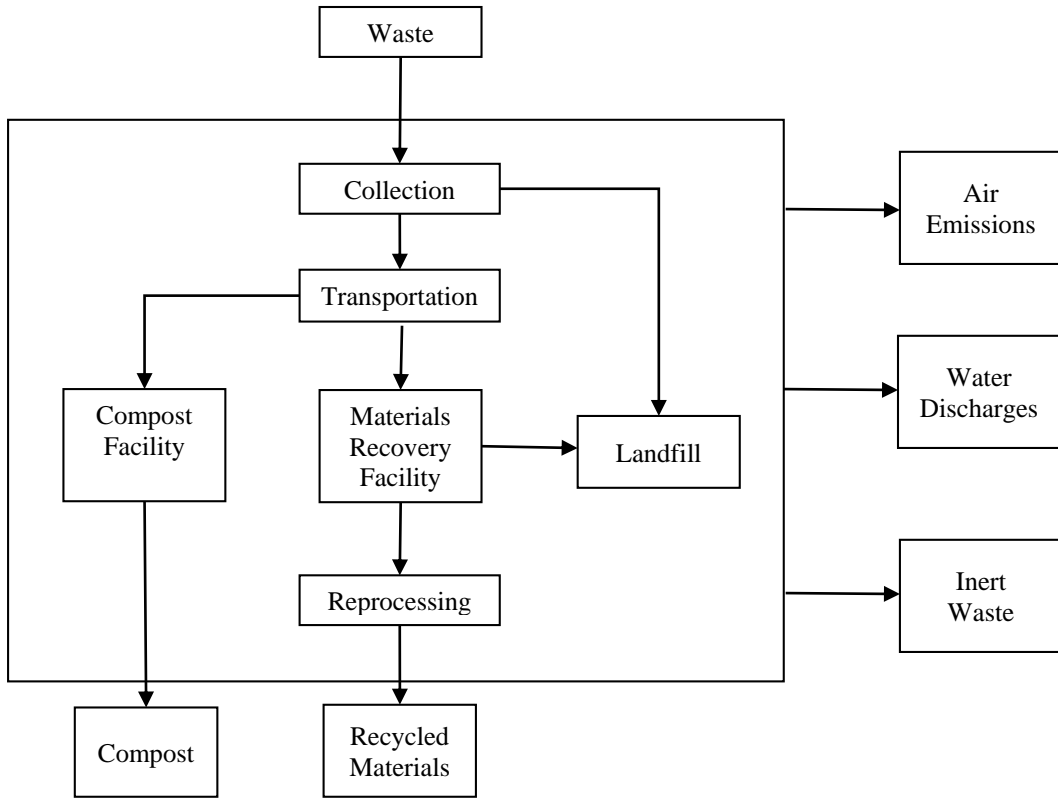 Waste
Collection
Air
Emissions
Transportation
Water
Discharges
Compost
Facility
Materials
Recovery
Facility
Landfill
Reprocessing
Inert
Waste
Compost
Recycled
Materials